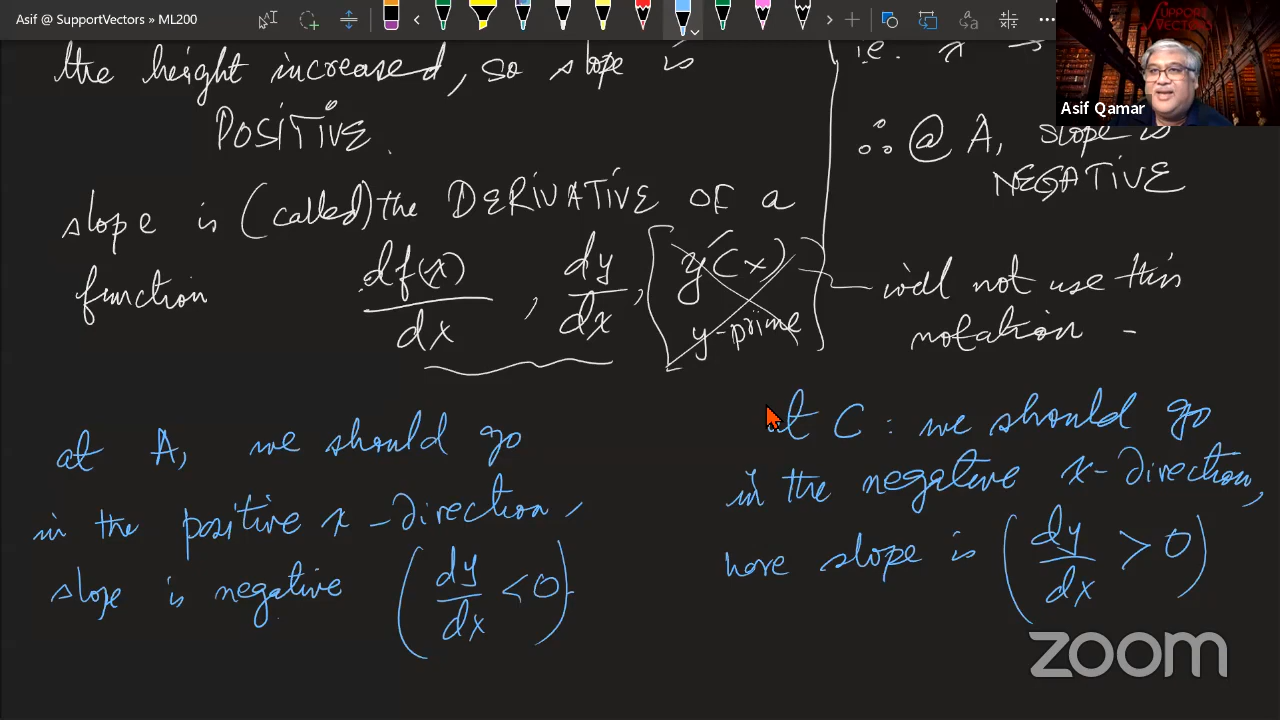 Asif @ SupportVectors » ML200
SUPPORT
VECTORS
Asif Qamar
the height increased, so slope is
POSITIVE.
i.e. x →
∴ @ A, slope is
NEGATIVE
slope is (called) the DERIVATIVE OF a
function df(x)/dx , dy/dx , [y'(x)
y-prime]
will not use this
notation -
at A, we should go
in the positive x-direction,
slope is negative (dy/dx < 0)
at C: we should go
in the negative x-direction,
slope is (dy/dx > 0)
zoom